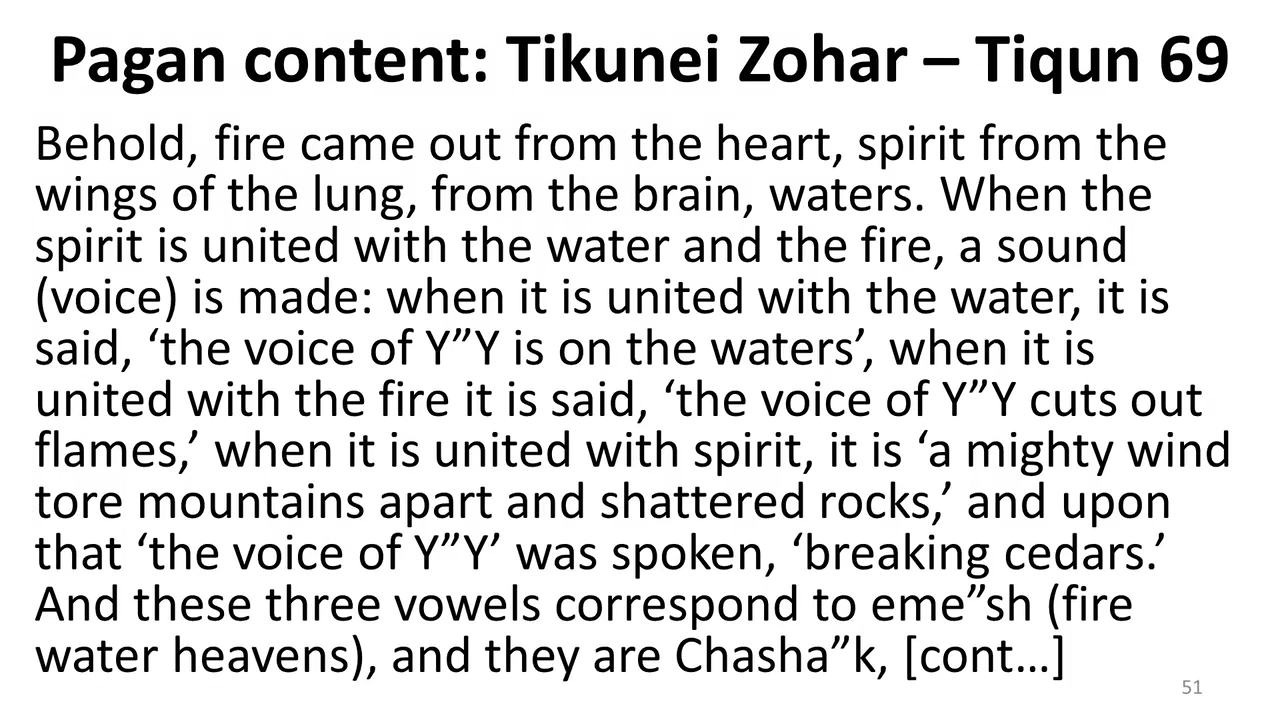 Pagan content: Tikunei Zohar – Tiqun 69
Behold, fire came out from the heart, spirit from the
wings of the lung, from the brain, waters. When the
spirit is united with the water and the fire, a sound
(voice) is made: when it is united with the water, it is
said, ‘the voice of Y”Y is on the waters’, when it is
united with the fire it is said, ‘the voice of Y”Y cuts out
flames,’ when it is united with spirit, it is ‘a mighty wind
tore mountains apart and shattered rocks,’ and upon
that ‘the voice of Y”Y’ was spoken, ‘breaking cedars.’
And these three vowels correspond to eme”sh (fire
water heavens), and they are Chasha”k, [cont…]
51